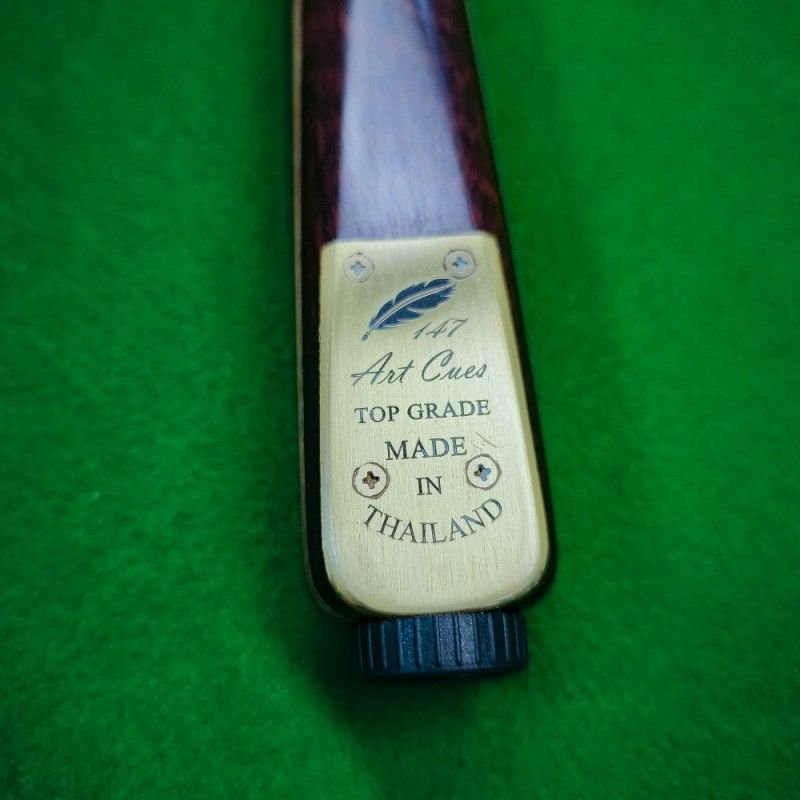 147
Art Cues
TOP GRADE
MADE
IN
THAILAND